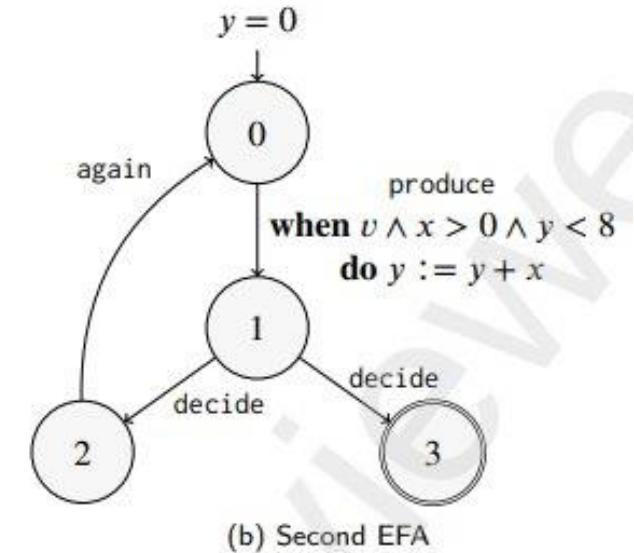 y = 0
0
again
produce
when v ∧ x > 0 ∧ y < 8
do y := y + x
1
decide
decide
2
3
(b) Second EFA